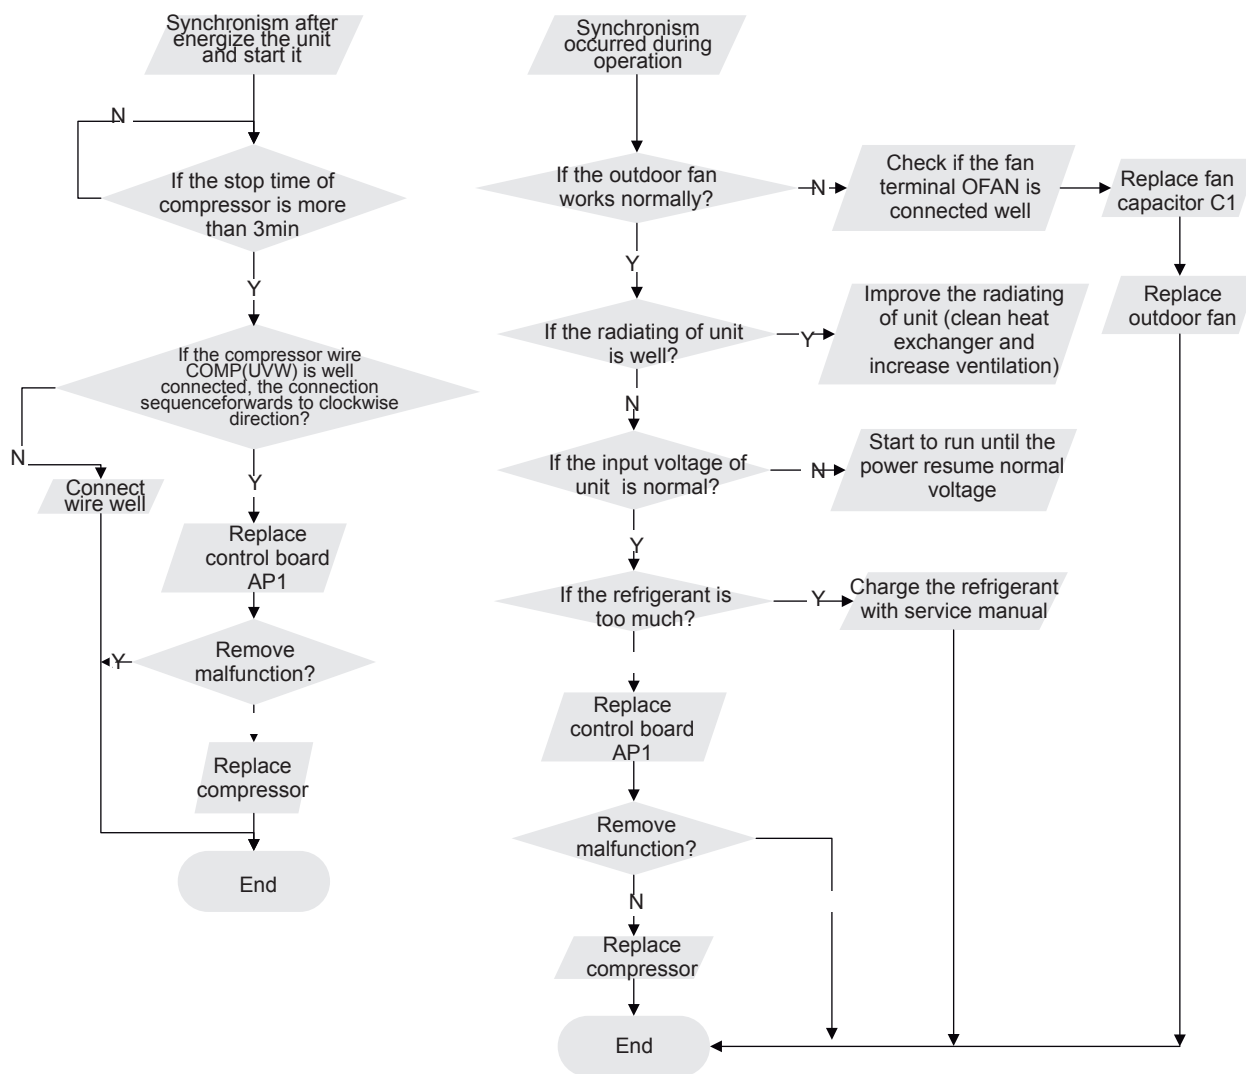 Synchronism after
energize the unit
and start it
N
If the stop time of
compressor is more
than 3min
Y
If the compressor wire
COMP(UVW) is well
connected, the connection
sequenceforwards to clockwise
direction?
N
Connect
wire well
Y
Replace
control board
AP1
Remove
malfunction?
Y
Replace
compressor
End
Synchronism
occurred during
operation
If the outdoor fan
works normally?
N
Check if the fan
terminal OFAN is
connected well
Replace fan
capacitor C1
Replace
outdoor fan
Y
If the radiating of unit
is well?
Y
Improve the radiating
of unit (clean heat
exchanger and
increase ventilation)
N
If the input voltage of
unit is normal?
N
Start to run until the
power resume normal
voltage
Y
If the refrigerant is
too much?
Y
Charge the refrigerant
with service manual
Replace
control board
AP1
Remove
malfunction?
N
Replace
compressor
End